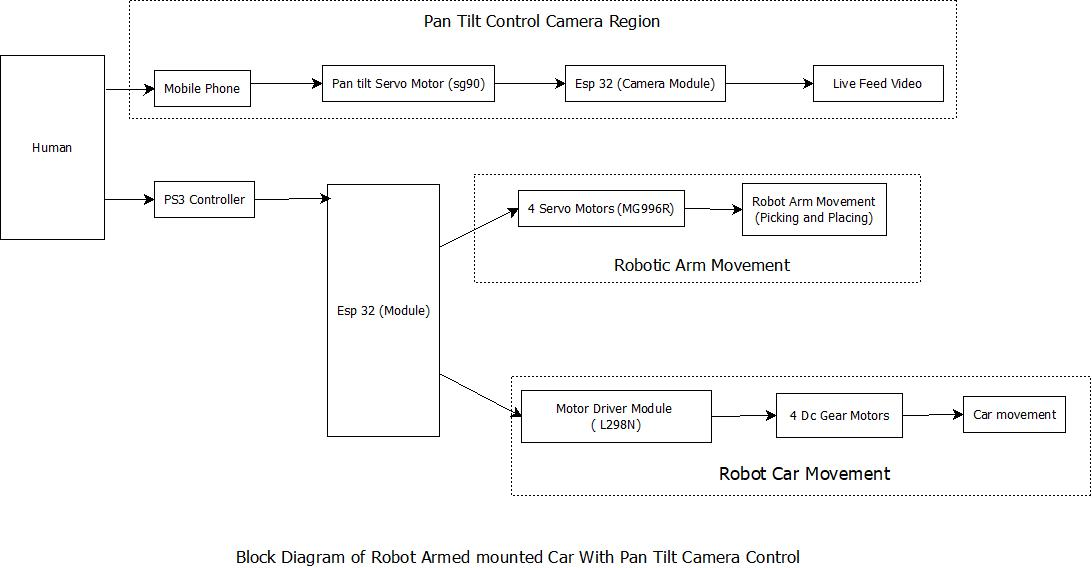 Pan Tilt Control Camera Region
Human
Mobile Phone
Pan tilt Servo Motor (sg90)
Esp 32 (Camera Module)
Live Feed Video
PS3 Controller
Esp 32 (Module)
4 Servo Motors (MG996R)
Robot Arm Movement
(Picking and Placing)
Robotic Arm Movement
Motor Driver Module
( L298N)
4 Dc Gear Motors
Car movement
Robot Car Movement
Block Diagram of Robot Armed mounted Car With Pan Tilt Camera Control